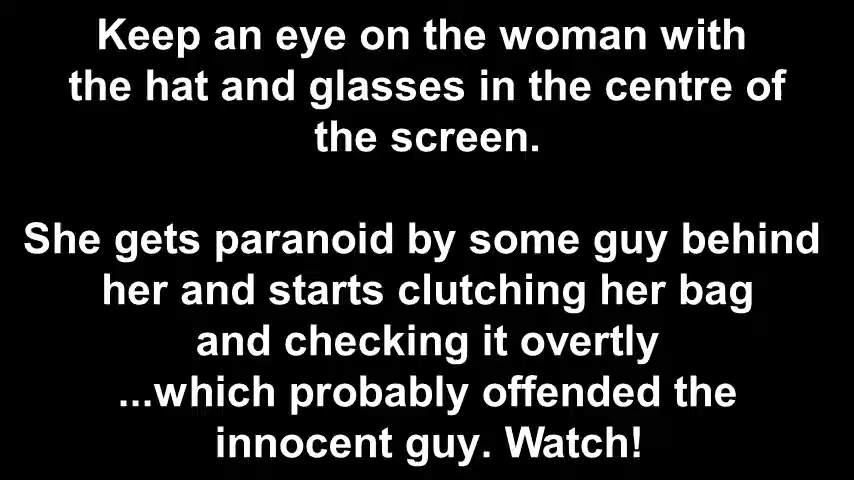 Keep an eye on the woman with
the hat and glasses in the centre of
the screen.
She gets paranoid by some guy behind
her and starts clutching her bag
and checking it overtly
...which probably offended the
innocent guy. Watch!